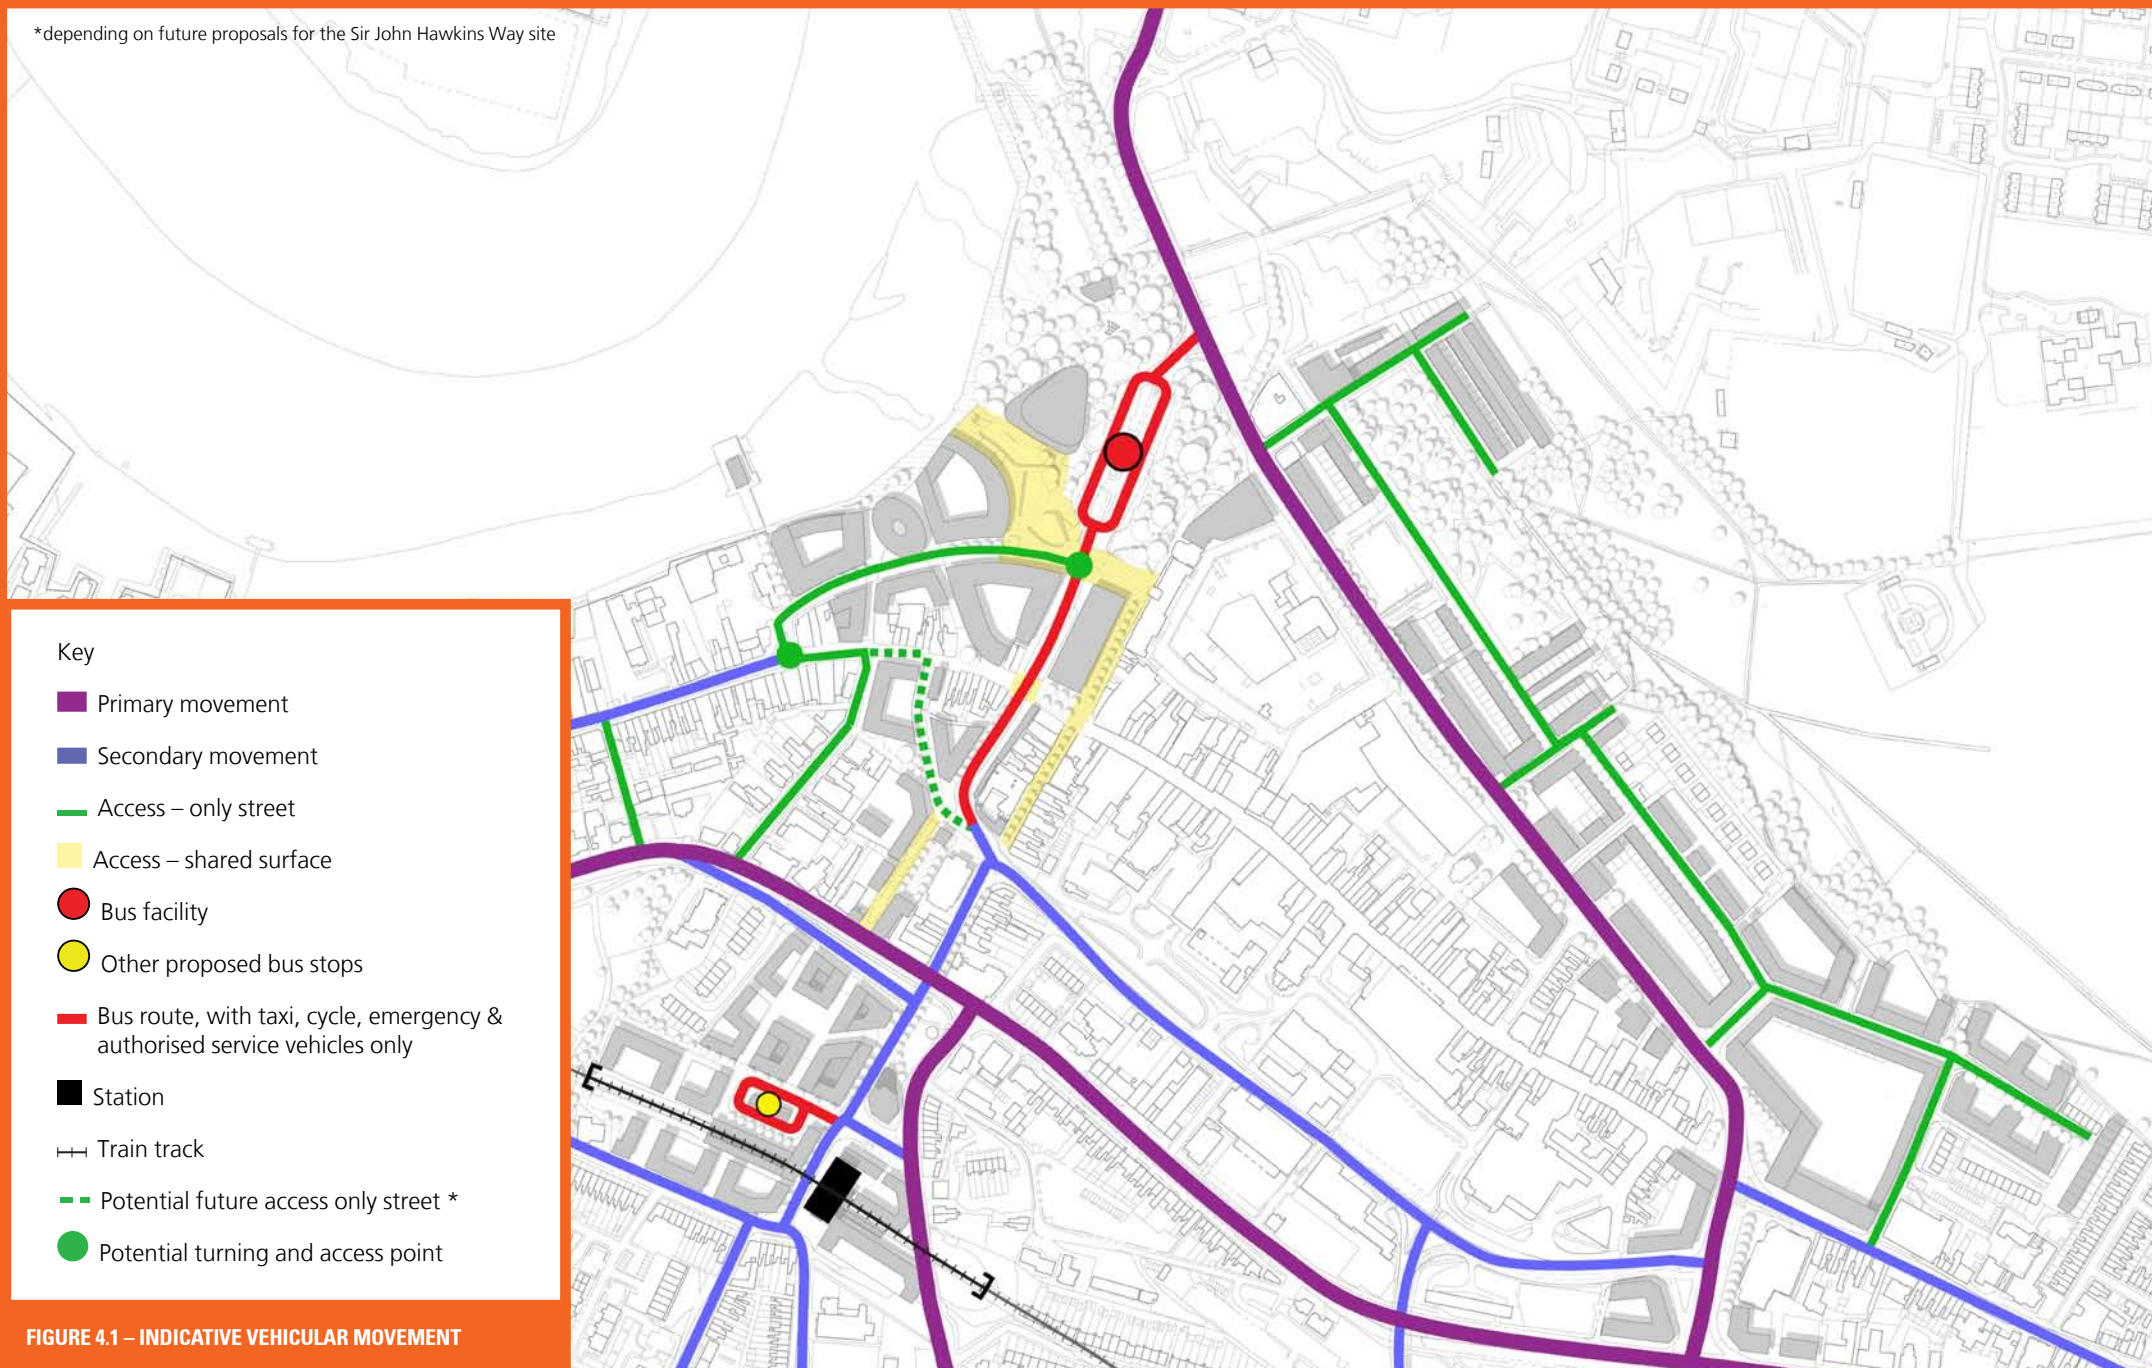 *depending on future proposals for the Sir John Hawkins Way site
Key
Primary movement
Secondary movement
Access – only street
Access – shared surface
Bus facility
Other proposed bus stops
Bus route, with taxi, cycle, emergency &
authorised service vehicles only
Station
Train track
Potential future access only street *
Potential turning and access point
FIGURE 4.1 – INDICATIVE VEHICULAR MOVEMENT